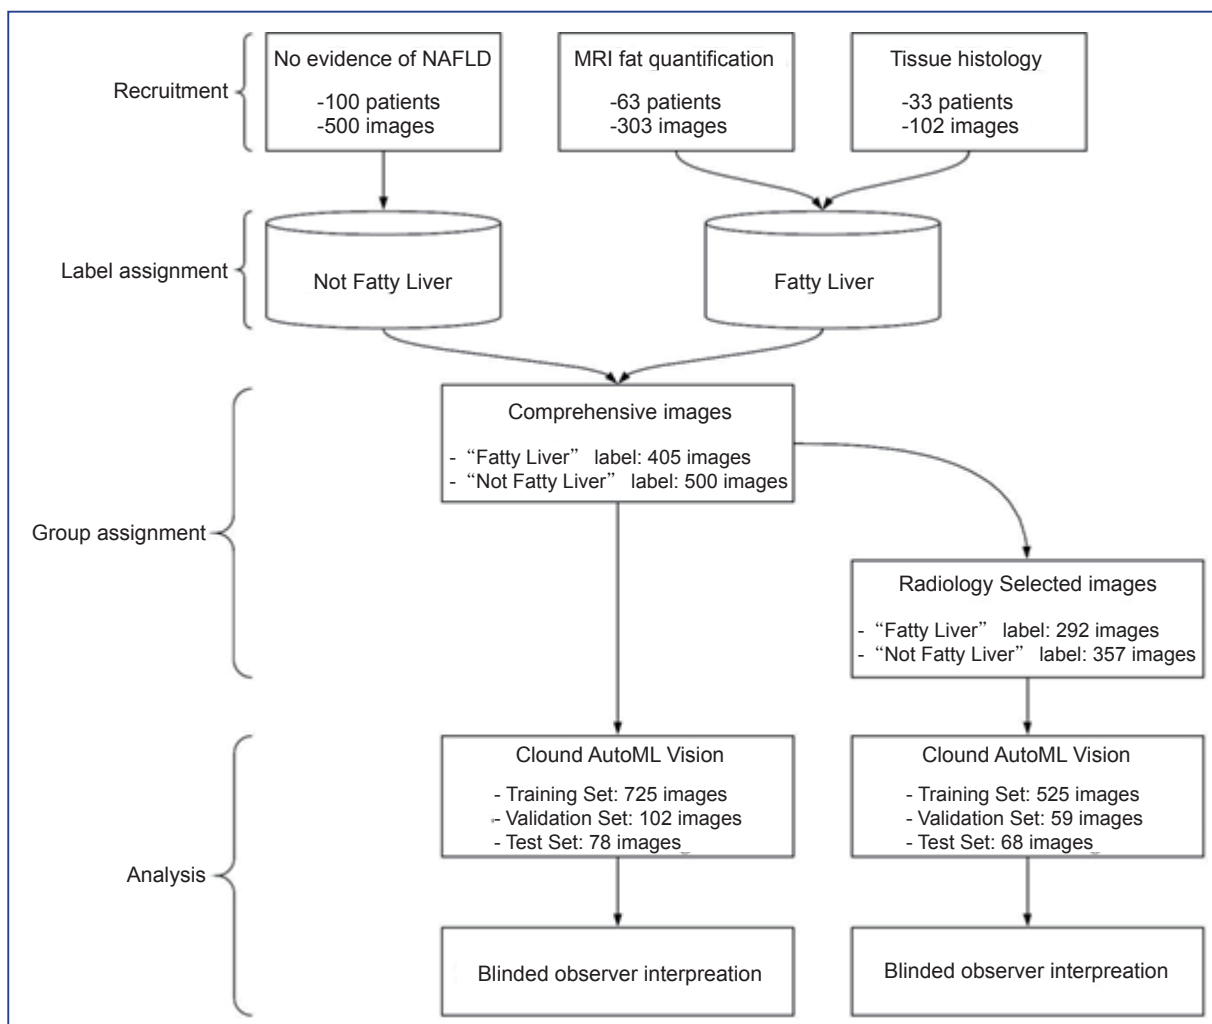 Recruitment
No evidence of NAFLD
-100 patients
-500 images
MRI fat quantification
-63 patients
-303 images
Tissue histology
-33 patients
-102 images
Label assignment
Not Fatty Liver
Fatty Liver
Group assignment
Comprehensive images
- “Fatty Liver” label: 405 images
- “Not Fatty Liver” label: 500 images
Radiology Selected images
- “Fatty Liver” label: 292 images
- “Not Fatty Liver” label: 357 images
Analysis
Clound AutoML Vision
- Training Set: 725 images
- Validation Set: 102 images
- Test Set: 78 images
Clound AutoML Vision
- Training Set: 525 images
- Validation Set: 59 images
- Test Set: 68 images
Blinded observer interpreation
Blinded observer interpreation